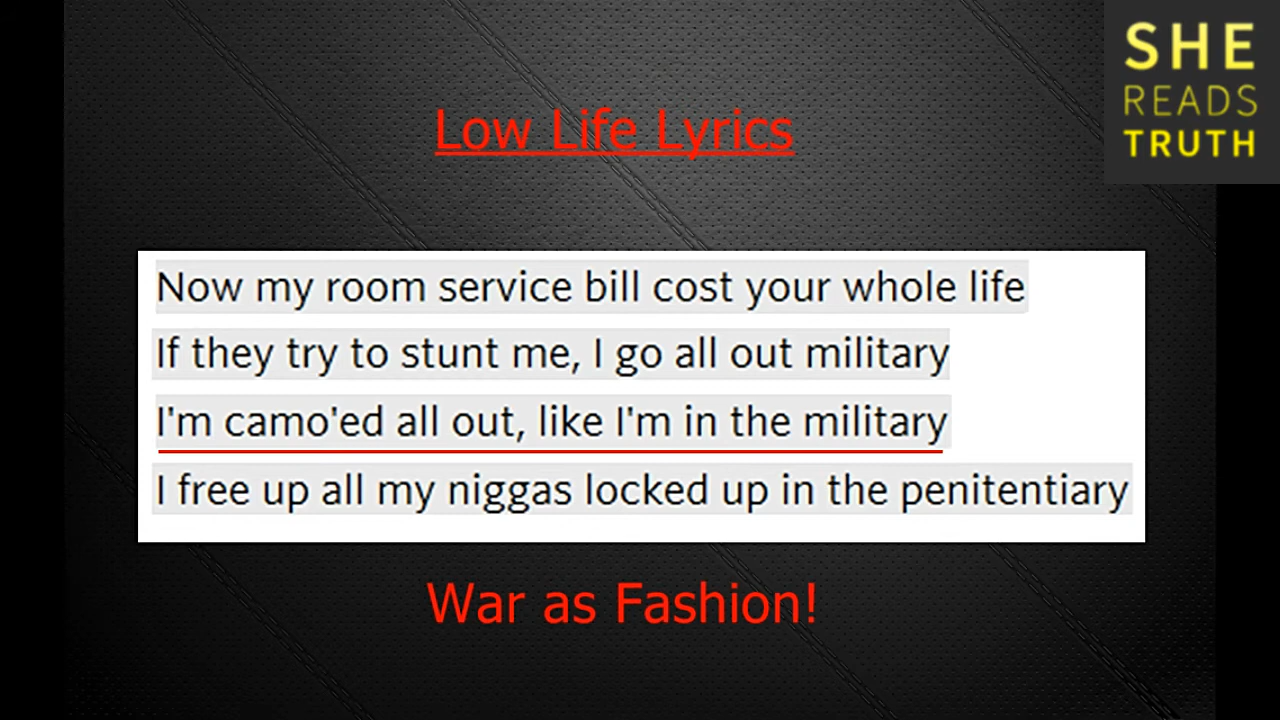 SHE
READS
TRUTH
Low Life Lyrics
Now my room service bill cost your whole life
If they try to stunt me, I go all out military
I'm camo'ed all out, like I'm in the military
I free up all my niggas locked up in the penitentiary
War as Fashion!